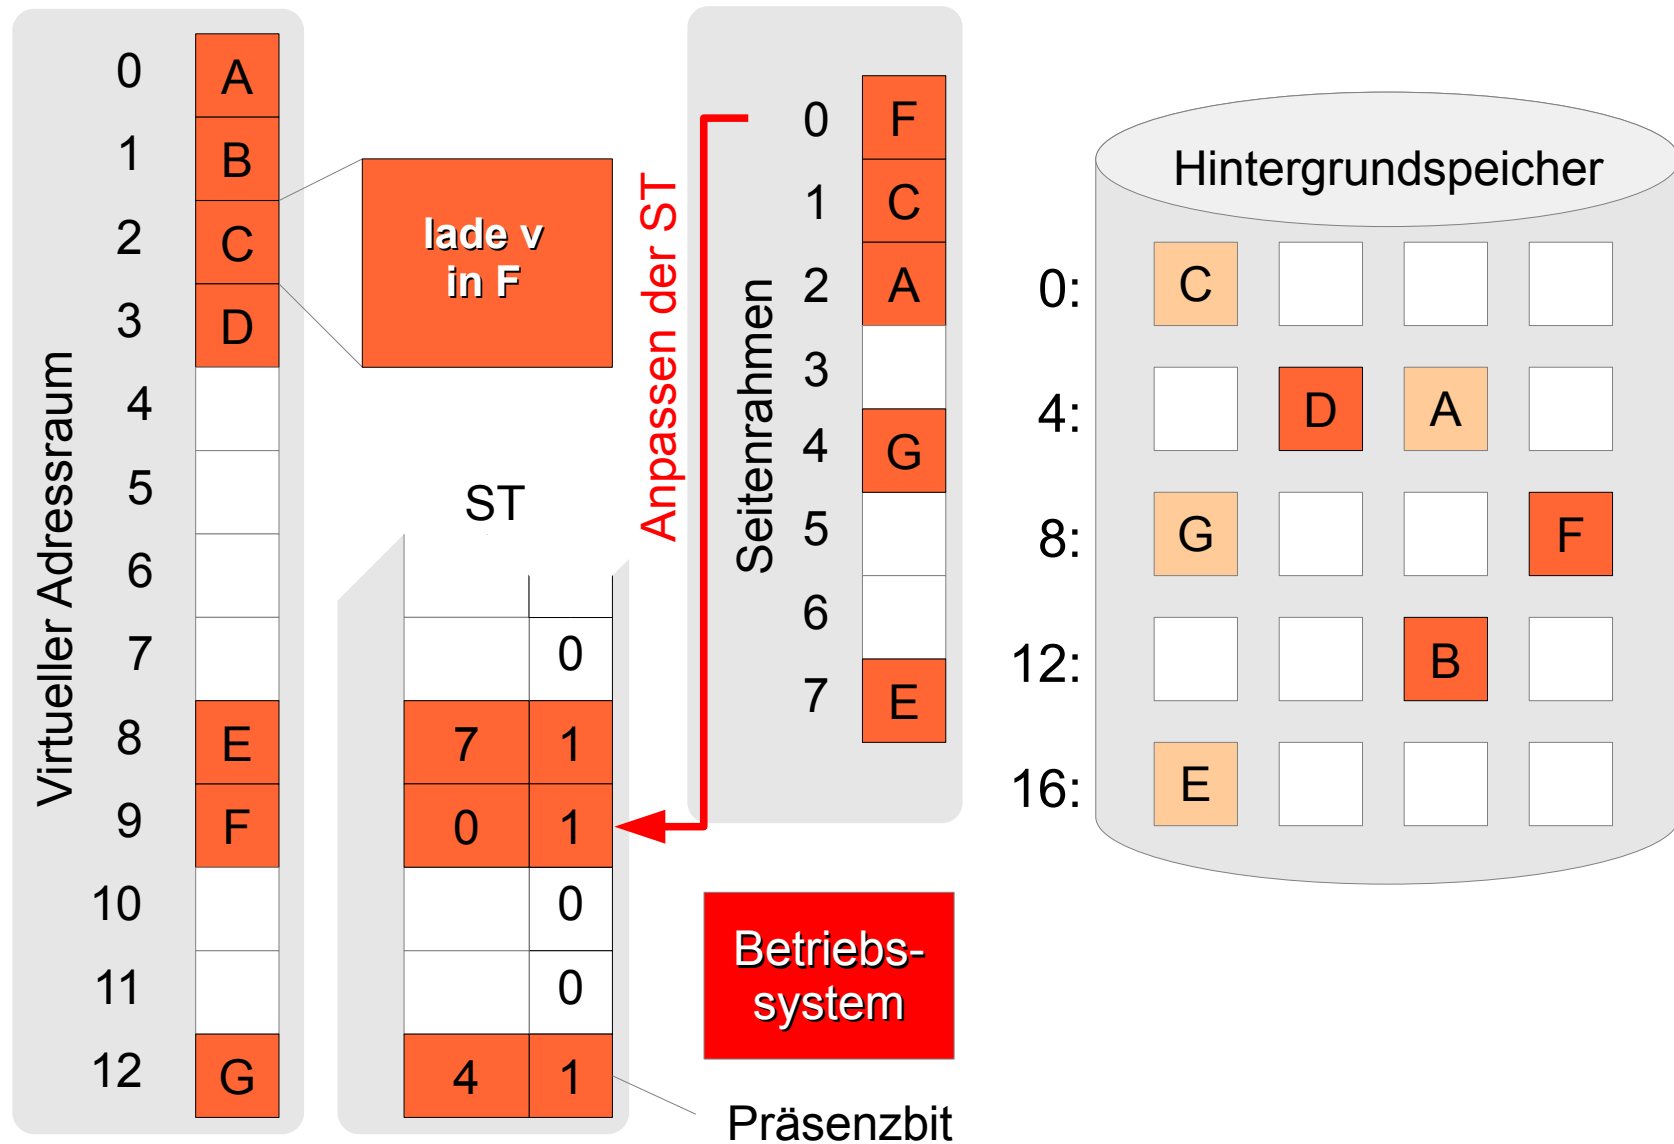 Virtueller Adressraum
0 A
1 B
2 C
3 D
4
5
6
7
8 E
9 F
10
11
12 G
lade v
in F
ST
0
7 1
0 1
0
0
4 1
Präsenzbit
Anpassen der ST
Seitenrahmen
0 F
1 C
2 A
3
4 G
5
6
7 E
Betriebs-
system
Hintergrundspeicher
0: C
4: D A
8: G F
12: B
16: E